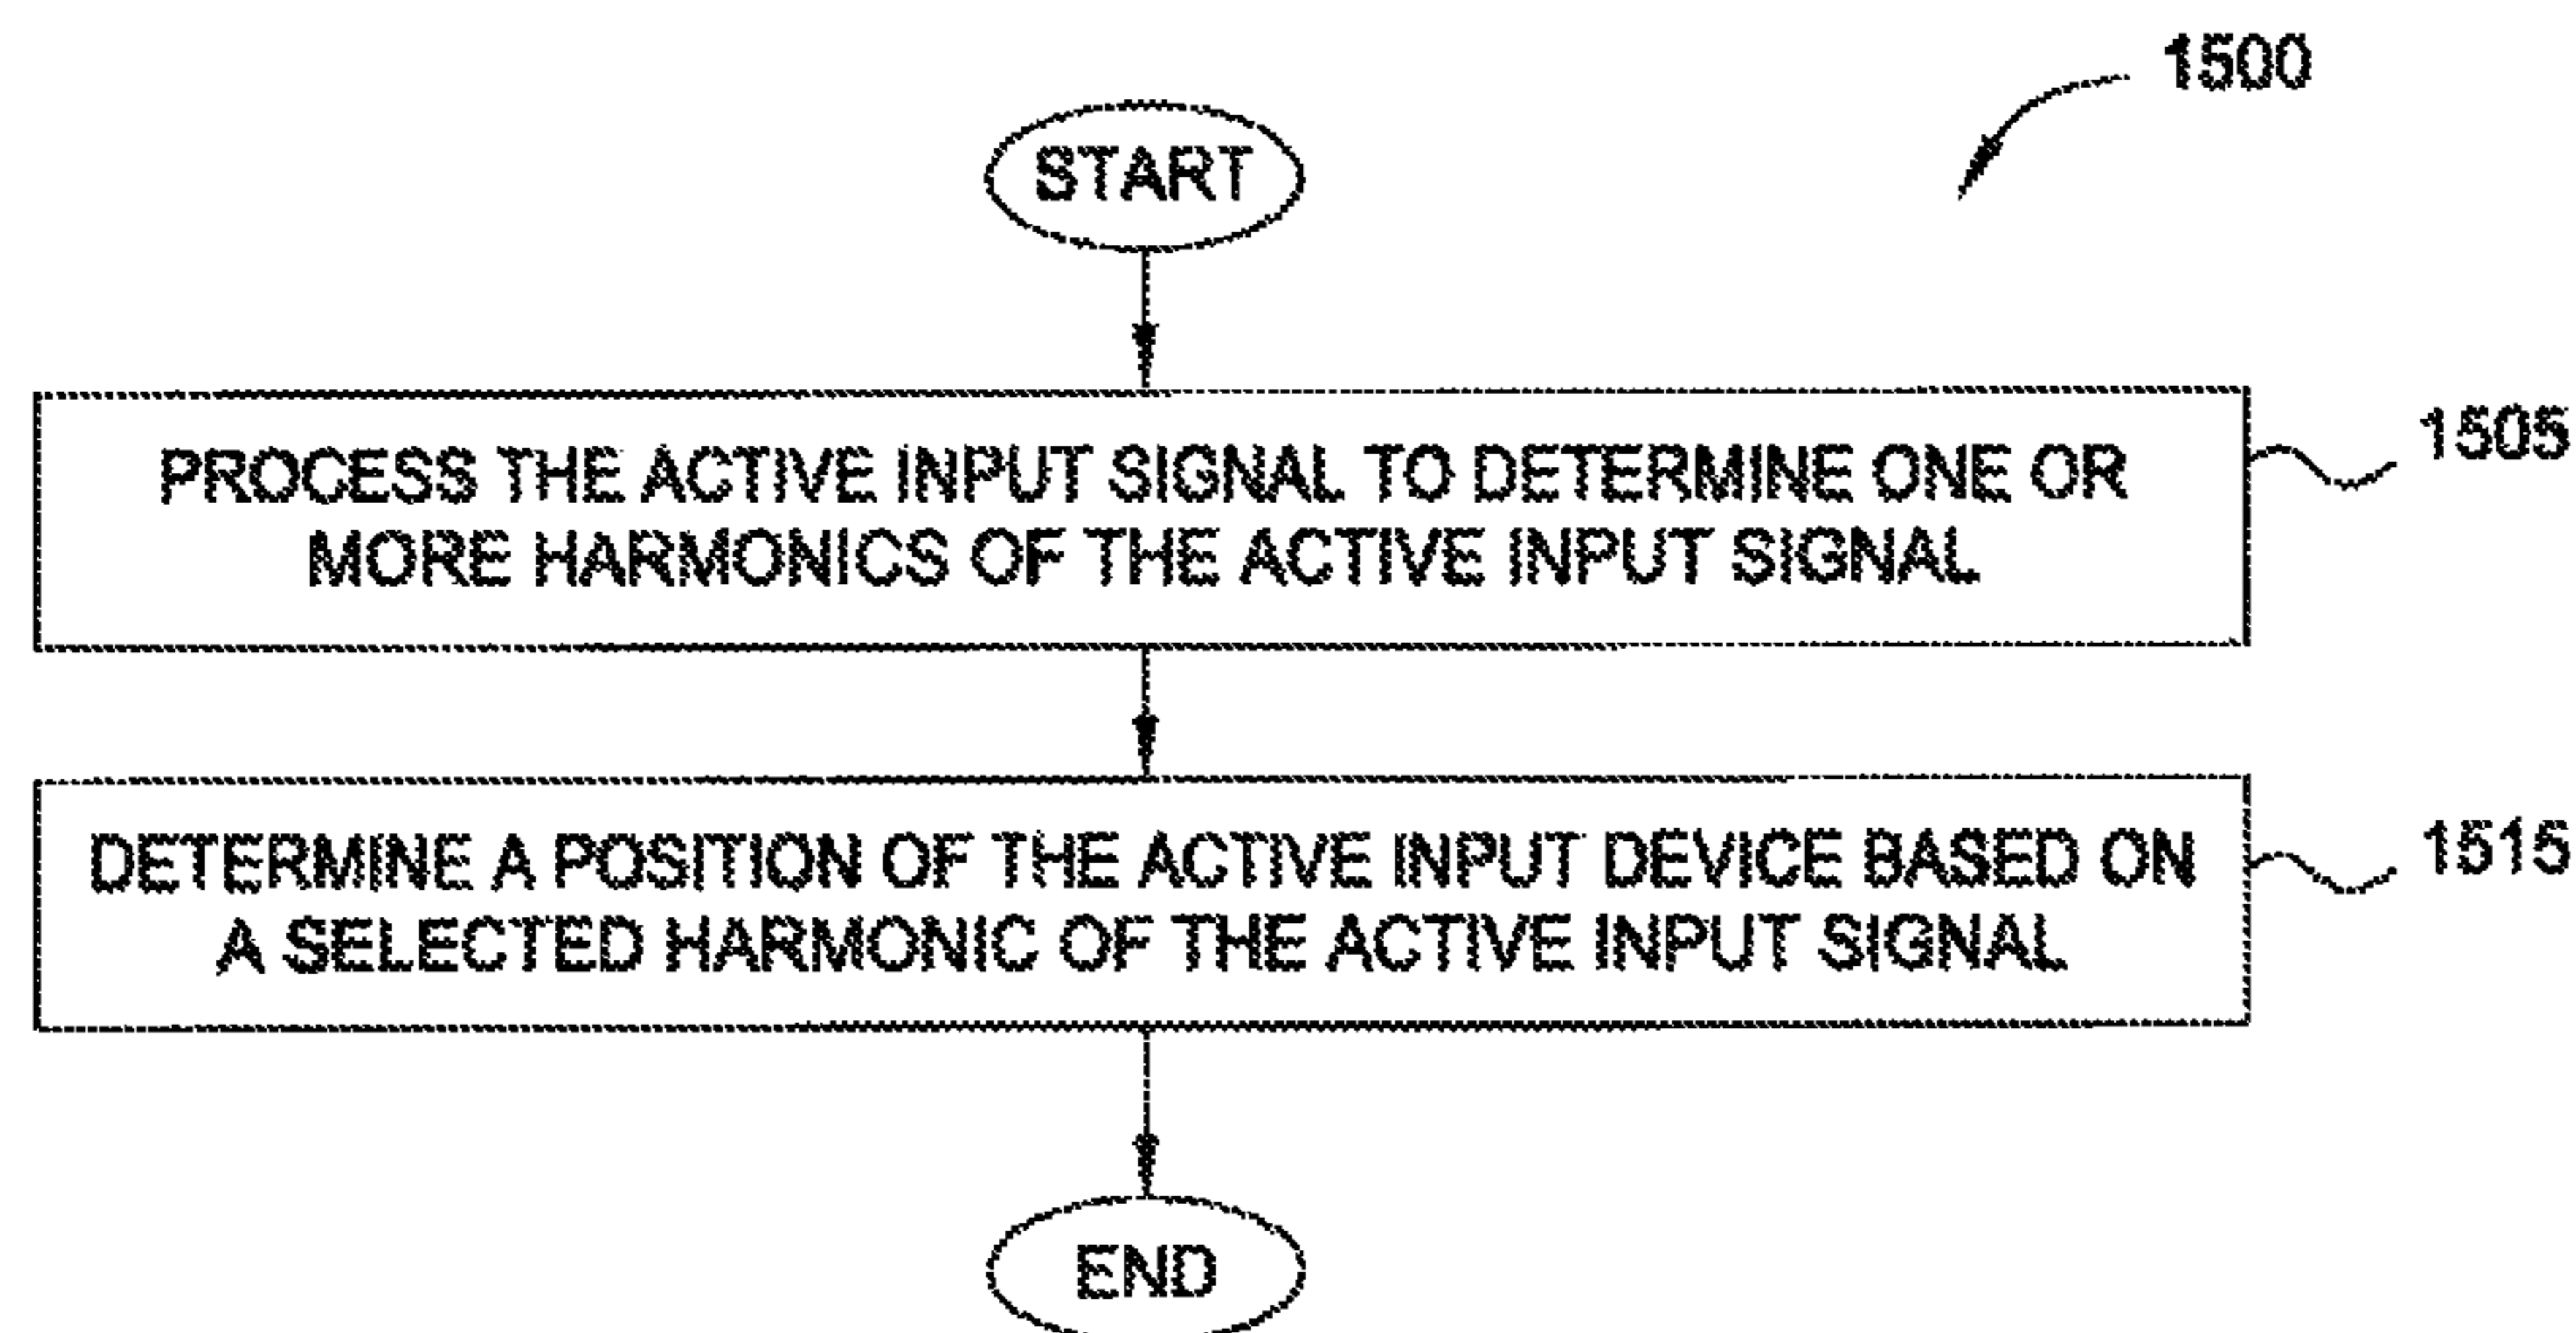 1500
START
PROCESS THE ACTIVE INPUT SIGNAL TO DETERMINE ONE OR
MORE HARMONICS OF THE ACTIVE INPUT SIGNAL
1505
DETERMINE A POSITION OF THE ACTIVE INPUT DEVICE BASED ON
A SELECTED HARMONIC OF THE ACTIVE INPUT SIGNAL
1515
END